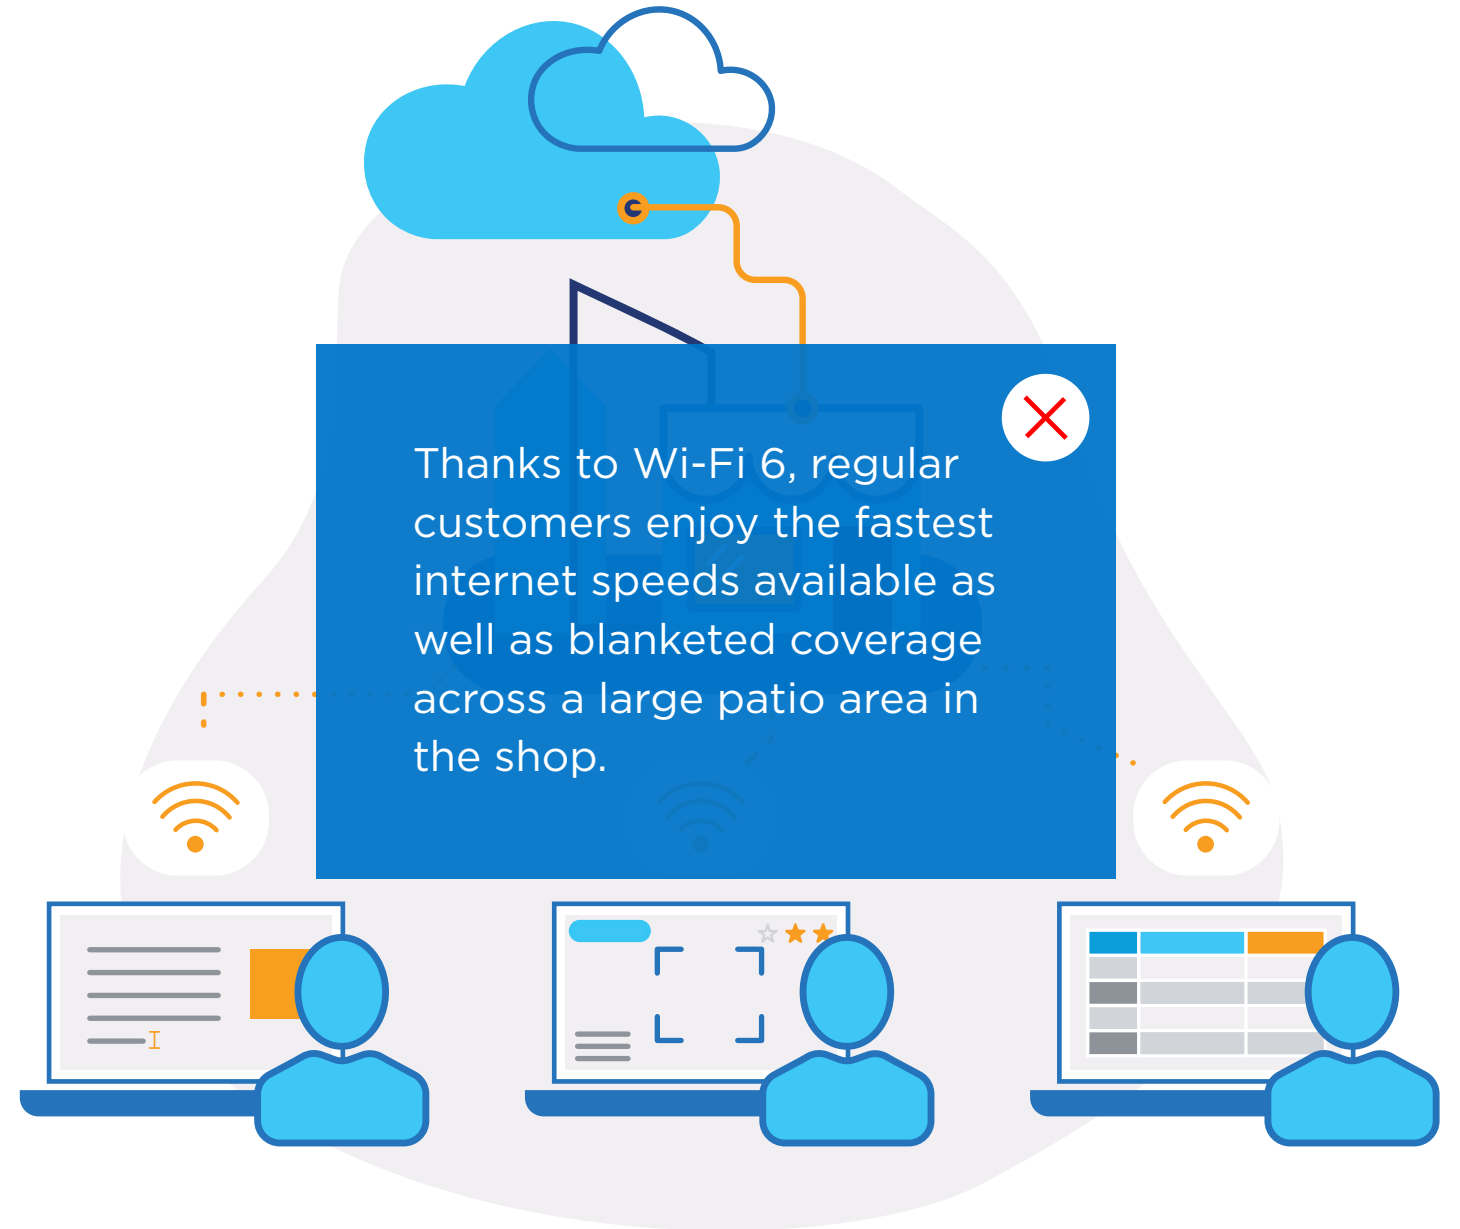 Thanks to Wi-Fi 6, regular
customers enjoy the fastest
internet speeds available as
well as blanketed coverage
across a large patio area in
the shop.